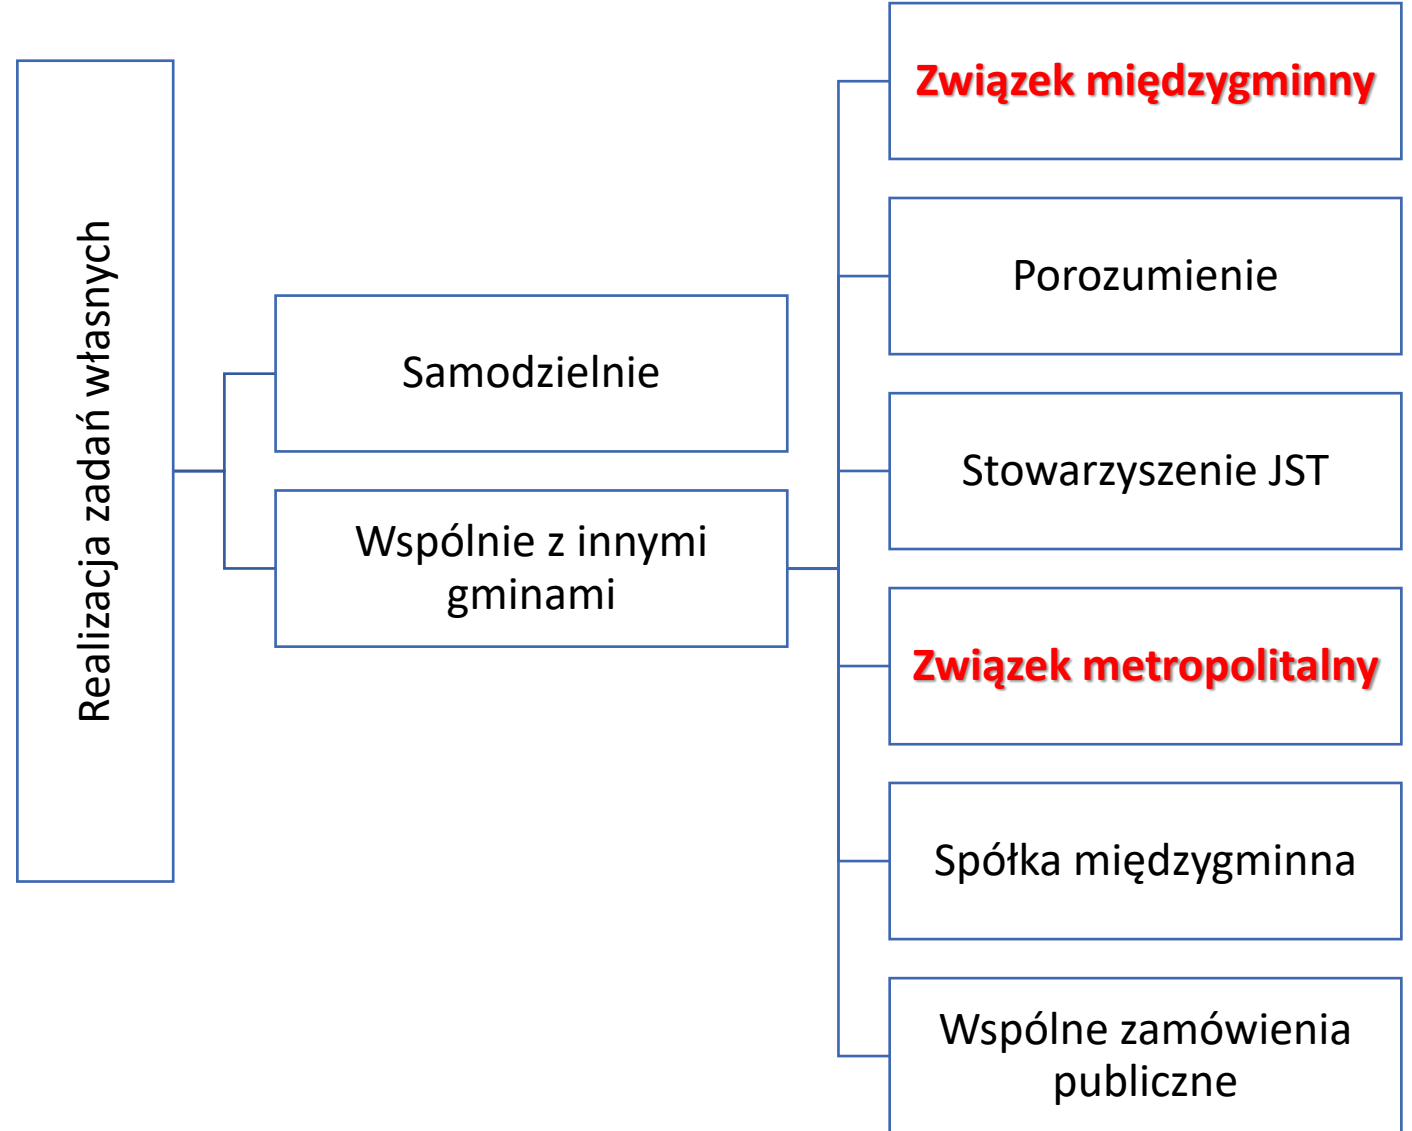 Realizacja zadań własnych
Samodzielnie
Wspólnie z innymi
gminami
Związek międzygminny
Porozumienie
Stowarzyszenie JST
Związek metropolitalny
Spółka międzygminna
Wspólne zamówienia
publiczne